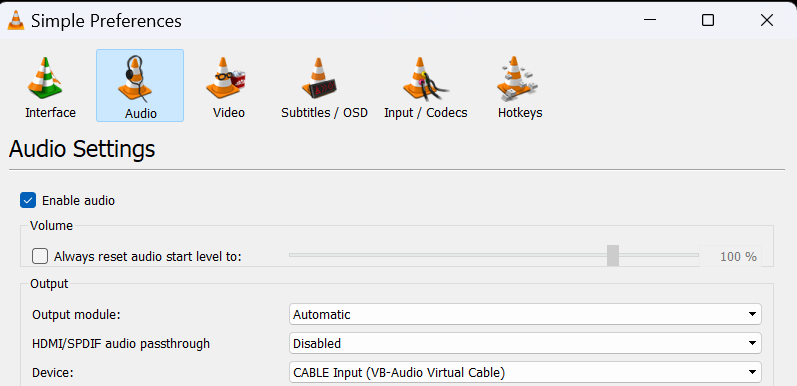 Simple Preferences
Interface Audio Video Subtitles / OSD Input / Codecs Hotkeys
Audio Settings
Enable audio
Volume
Always reset audio start level to: 100 %
Output
Output module: Automatic
HDMI/SPDIF audio passthrough Disabled
Device: CABLE Input (VB-Audio Virtual Cable)